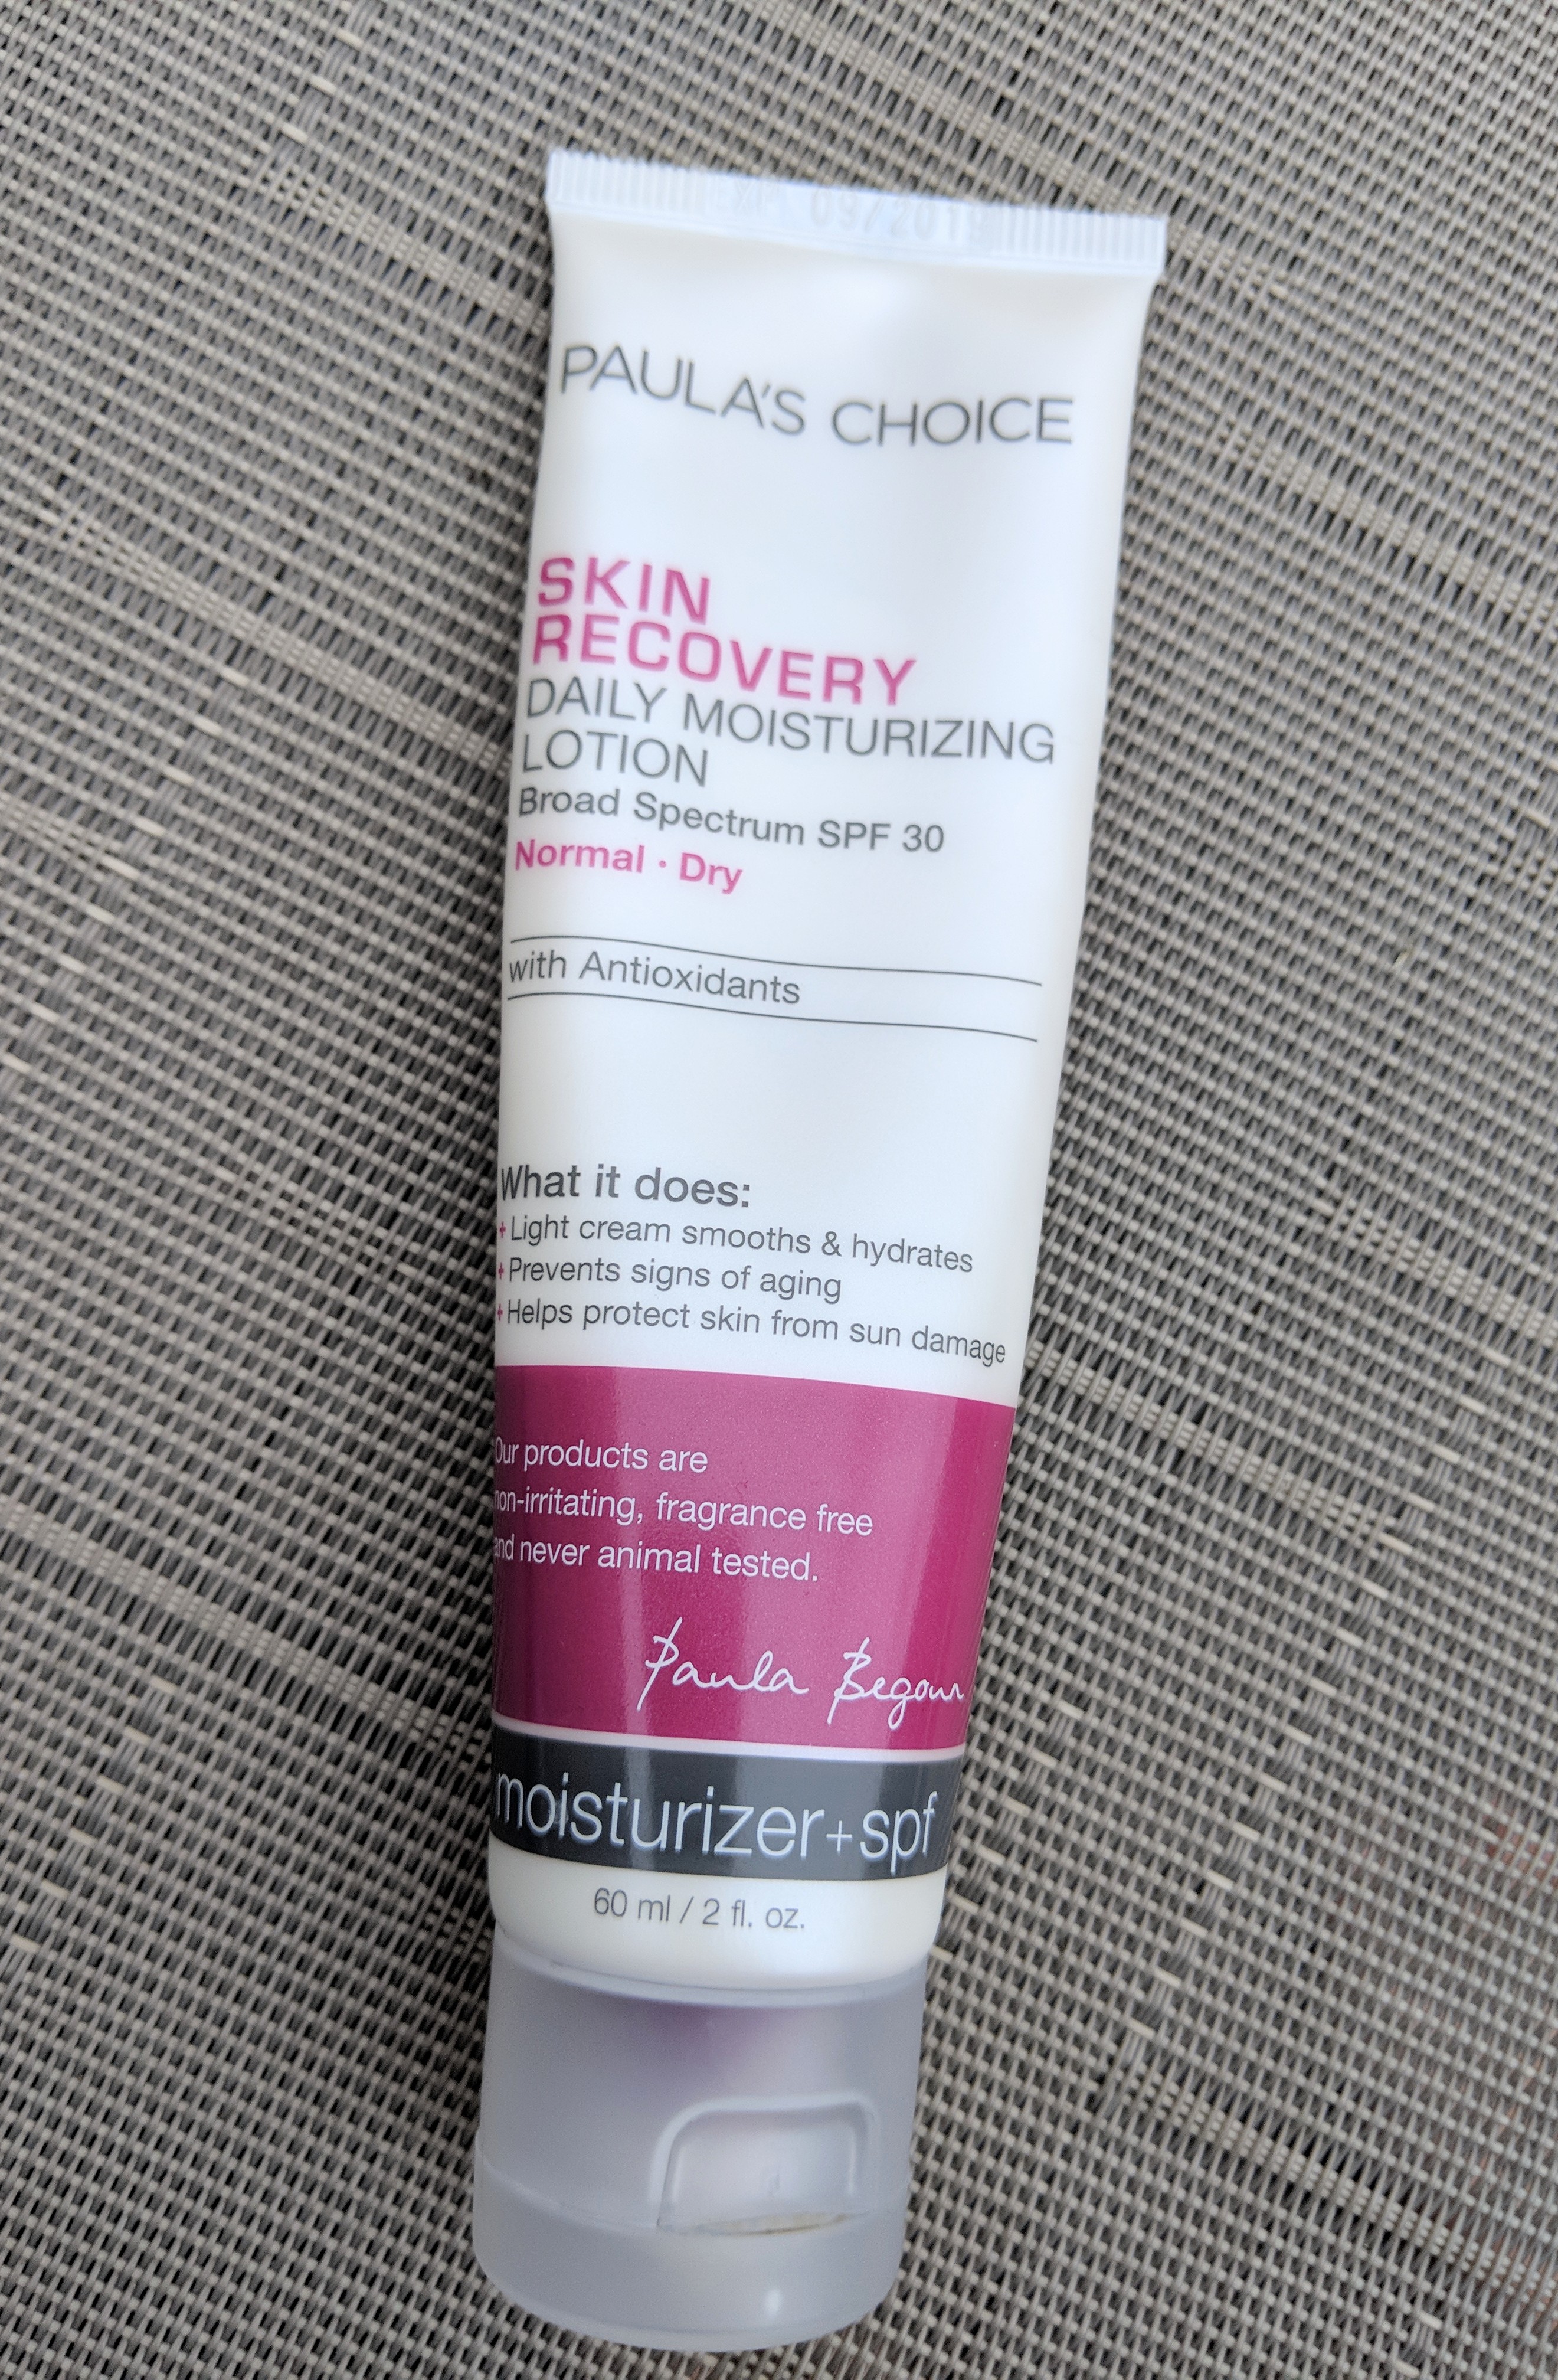 EXP 09/2019
PAULA'S CHOICE
SKIN
RECOVERY
DAILY MOISTURIZING
LOTION
Broad Spectrum SPF 30
Normal · Dry
with Antioxidants
What it does:
+ Light cream smooths & hydrates
+ Prevents signs of aging
+ Helps protect skin from sun damage
Our products are
non-irritating, fragrance free
and never animal tested.
Paula Begoun
moisturizer+spf
60 ml / 2 fl. oz.